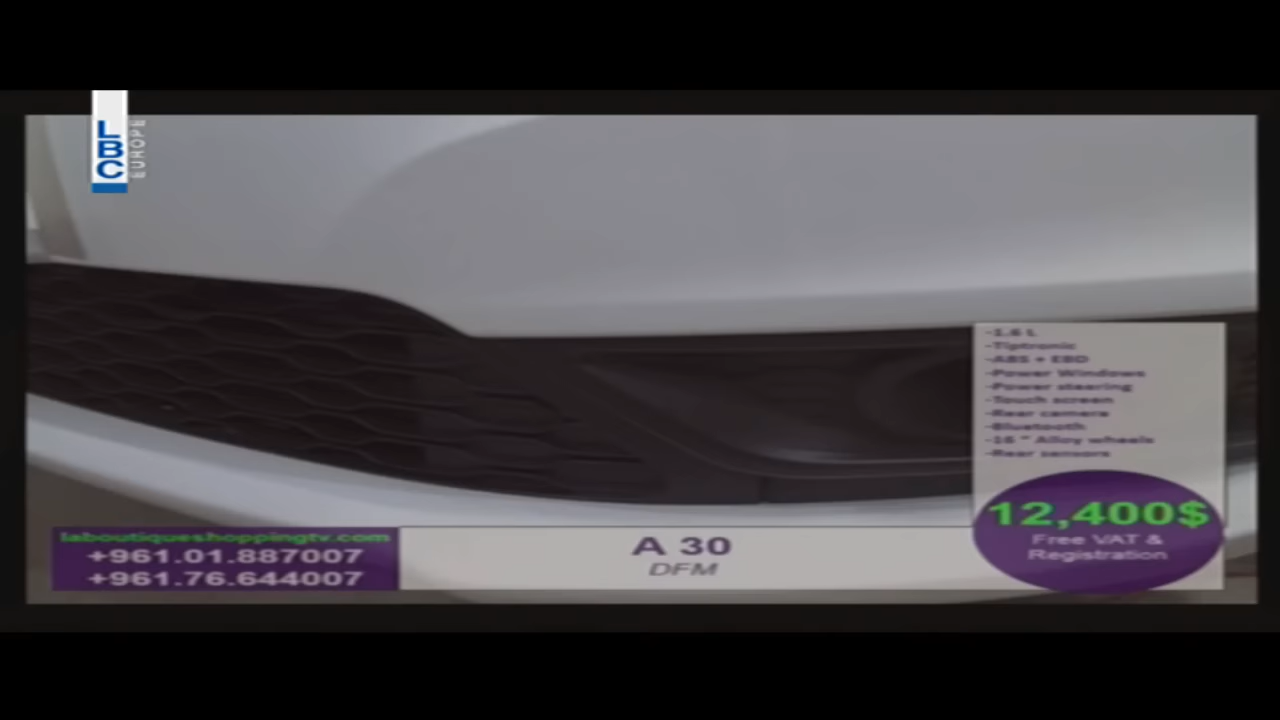 LBC
EUROPE
-1.6 L
-Tiptronic
-ABS + EBD
-Power Windows
-Power steering
-Touch screen
-Rear camera
-Bluetooth
-16 " Alloy wheels
-Rear sensors
12,400$
Free VAT &
Registration
laboutiqueshoppingtv.com
+961.01.887007
+961.76.644007
A 30
DFM